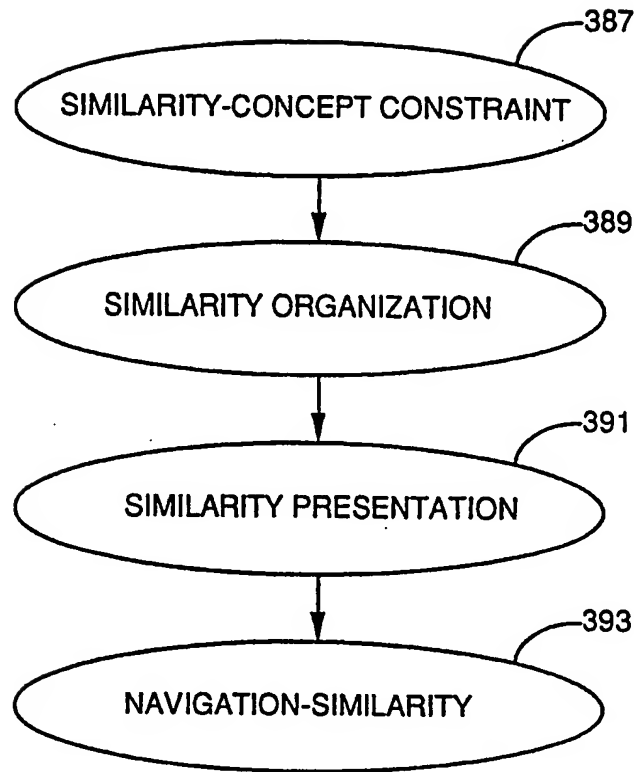 387
SIMILARITY-CONCEPT CONSTRAINT
389
SIMILARITY ORGANIZATION
391
SIMILARITY PRESENTATION
393
NAVIGATION-SIMILARITY